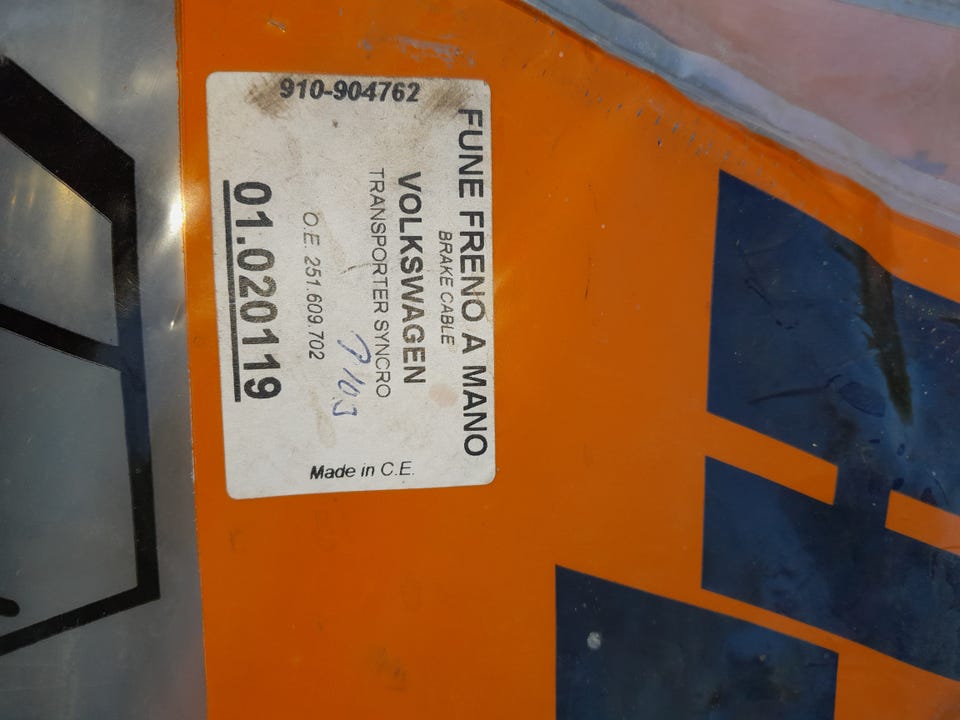 910-904762
FUNE FRENO A MANO
BRAKE CABLE
VOLKSWAGEN
TRANSPORTER SYNCRO
O.E. 251.609.702
01.020119
Made in C.E.